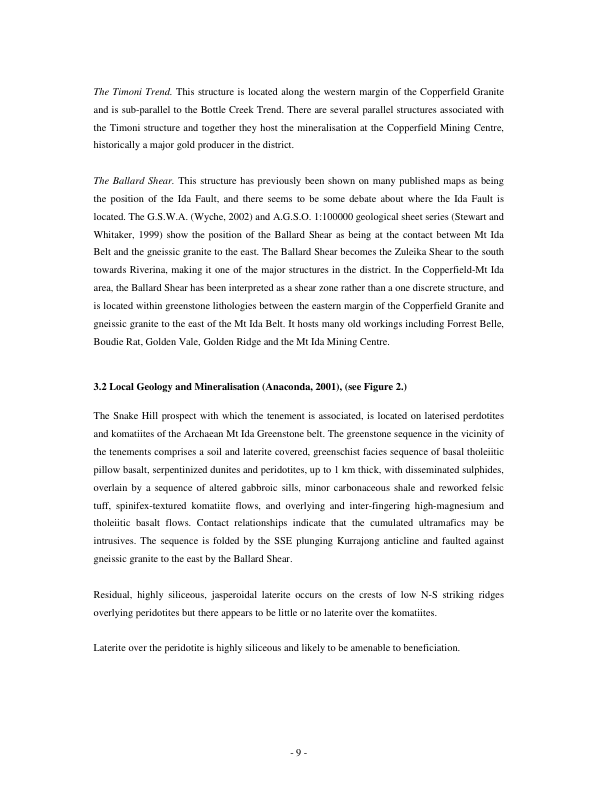 The Timoni Trend. This structure is located along the western margin of the Copperfield Granite
and is sub-parallel to the Bottle Creek Trend. There are several parallel structures associated with
the Timoni structure and together they host the mineralisation at the Copperfield Mining Centre,
historically a major gold producer in the district.
The Ballard Shear. This structure has previously been shown on many published maps as being
the position of the Ida Fault, and there seems to be some debate about where the Ida Fault is
located. The G.S.W.A. (Wyche, 2002) and A.G.S.O. 1:100000 geological sheet series (Stewart and
Whitaker, 1999) show the position of the Ballard Shear as being at the contact between Mt Ida
Belt and the gneissic granite to the east. The Ballard Shear becomes the Zuleika Shear to the south
towards Riverina, making it one of the major structures in the district. In the Copperfield-Mt Ida
area, the Ballard Shear has been interpreted as a shear zone rather than a one discrete structure, and
is located within greenstone lithologies between the eastern margin of the Copperfield Granite and
gneissic granite to the east of the Mt Ida Belt. It hosts many old workings including Forrest Belle,
Boudie Rat, Golden Vale, Golden Ridge and the Mt Ida Mining Centre.
3.2 Local Geology and Mineralisation (Anaconda, 2001), (see Figure 2.)
The Snake Hill prospect with which the tenement is associated, is located on laterised perdotites
and komatiites of the Archaean Mt Ida Greenstone belt. The greenstone sequence in the vicinity of
the tenements comprises a soil and laterite covered, greenschist facies sequence of basal tholeiitic
pillow basalt, serpentinized dunites and peridotites, up to 1 km thick, with disseminated sulphides,
overlain by a sequence of altered gabbroic sills, minor carbonaceous shale and reworked felsic
tuff, spinifex-textured komatiite flows, and overlying and inter-fingering high-magnesium and
tholeiitic basalt flows. Contact relationships indicate that the cumulated ultramafics may be
intrusives. The sequence is folded by the SSE plunging Kurrajong anticline and faulted against
gneissic granite to the east by the Ballard Shear.
Residual, highly siliceous, jasperoidal laterite occurs on the crests of low N-S striking ridges
overlying peridotites but there appears to be little or no laterite over the komatiites.
Laterite over the peridotite is highly siliceous and likely to be amenable to beneficiation.
- 9 -